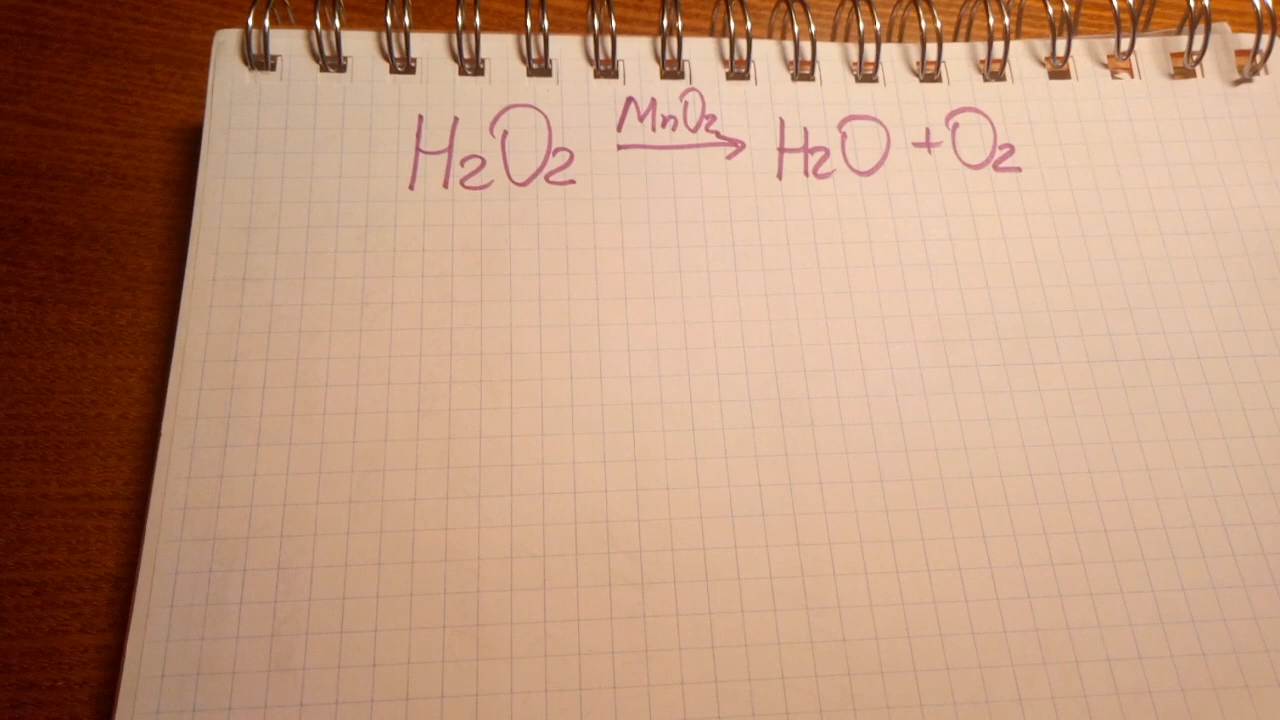 H₂O₂ —MnO₂→ H₂O + O₂